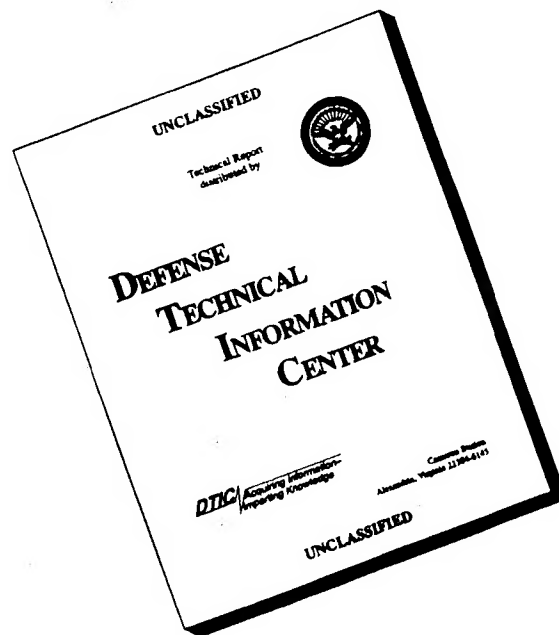 UNCLASSIFIED
Technical Report
distributed by
DEFENSE
TECHNICAL
INFORMATION
CENTER
DTIC
Acquiring Information–
Imparting Knowledge
Cameron Station
Alexandria, Virginia 22304-6145
UNCLASSIFIED